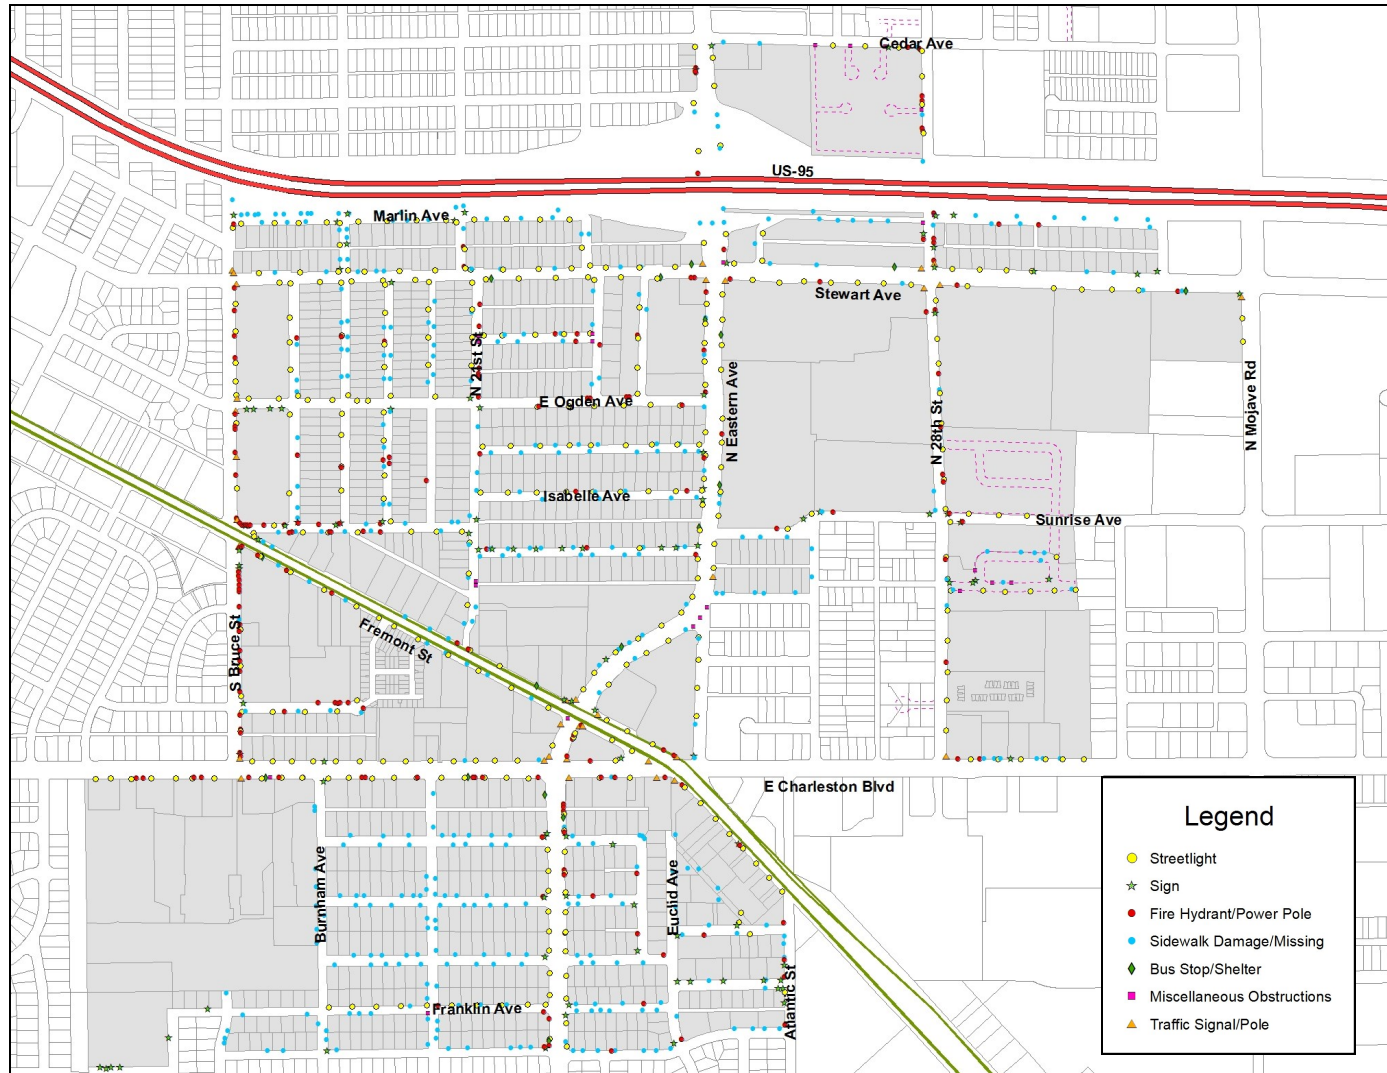 Cedar Ave
US-95
Marlin Ave
Stewart Ave
N 21st St
E Ogden Ave
N Eastern Ave
N 28th St
N Mojave Rd
Isabelle Ave
Sunrise Ave
Fremont St
S Bruce St
E Charleston Blvd
Burnham Ave
Euclid Ave
Atlantic St
Franklin Ave
Legend
Streetlight
Sign
Fire Hydrant/Power Pole
Sidewalk Damage/Missing
Bus Stop/Shelter
Miscellaneous Obstructions
Traffic Signal/Pole